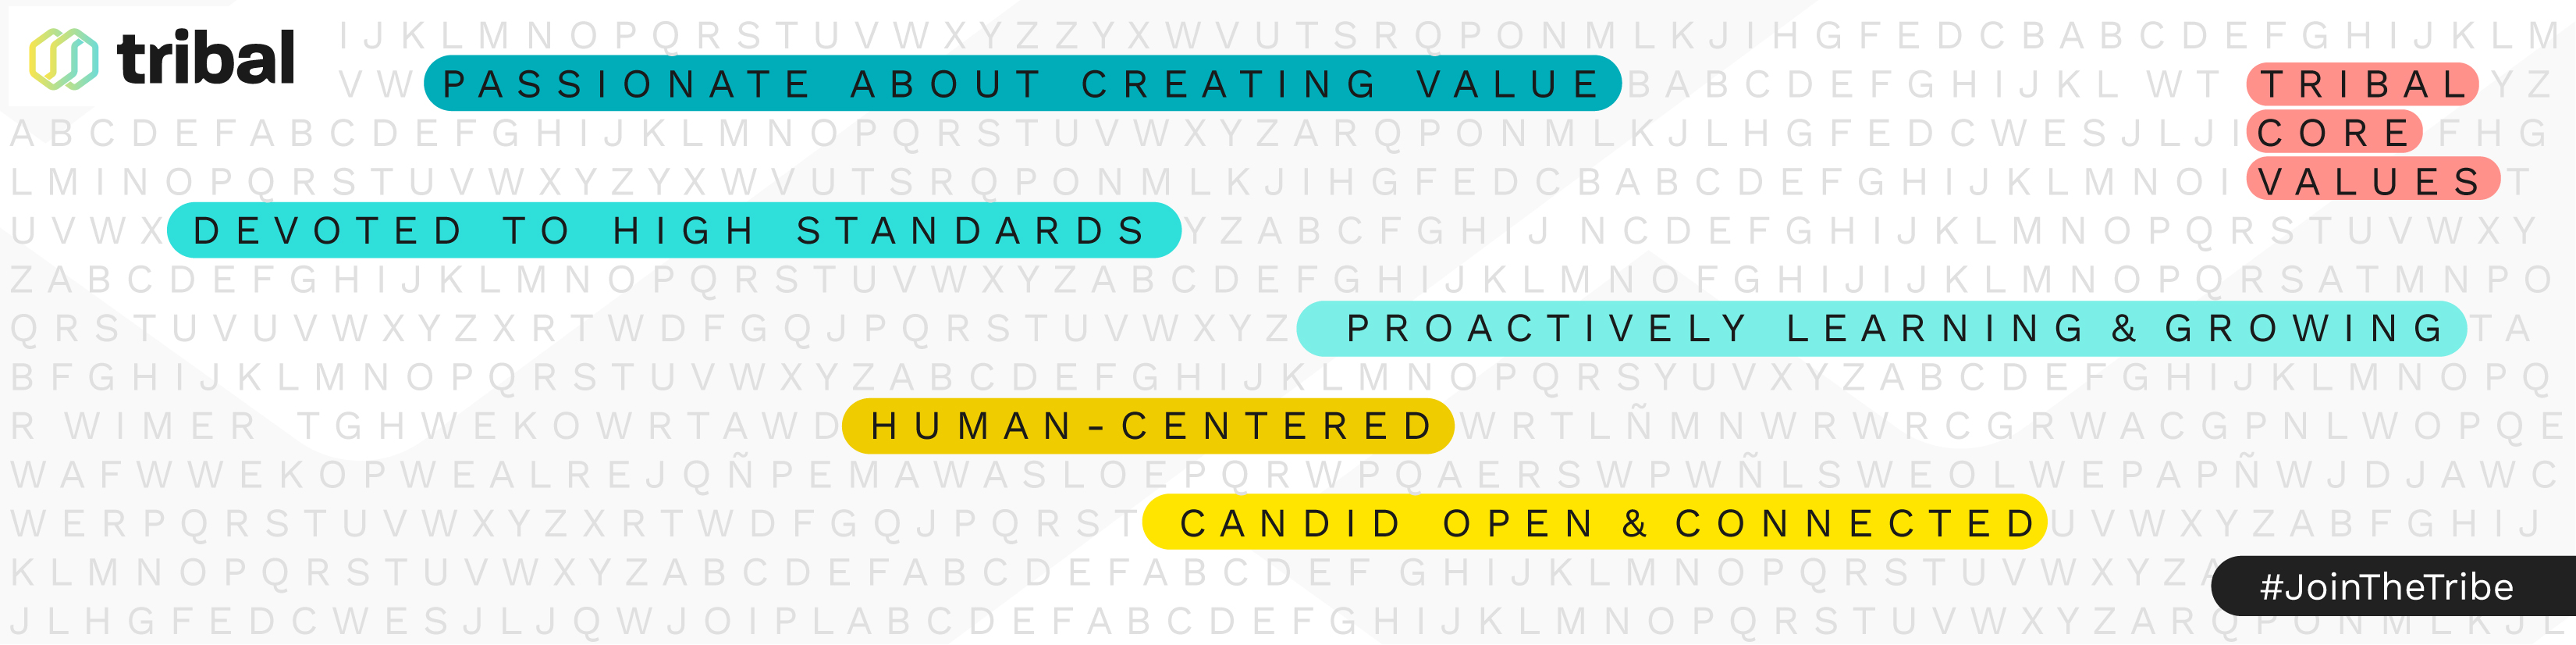 tribal
I J K L M N O P Q R S T U V W X Y Z Z Y X W V U T S R Q P O N M L K J I H G F E D C B A B C D E F G H I J K L M
V W PASSIONATE ABOUT CREATING VALUE B A B C D E F G H I J K L W T TRIBAL Y Z
A B C D E F A B C D E F G H I J K L M N O P Q R S T U V W X Y Z A R Q P O N M L K J L H G F E D C W E S J L J I CORE F H G
L M I N O P Q R S T U V W X Y Z Y X W V U T S R Q P O N M L K J I H G F E D C B A B C D E F G H I J K L M N O I VALUES T
U V W X DEVOTED TO HIGH STANDARDS Y Z A B C F G H I J N C D E F G H I J K L M N O P Q R S T U V W X Y
Z A B C D E F G H I J K L M N O P Q R S T U V W X Y Z A B C D E F G H I J K L M N O F G H I J I J K L M N O P Q R S A T M N P O
Q R S T U V U V W X Y Z X R T W D F G Q J P Q R S T U V W X Y Z PROACTIVELY LEARNING & GROWING T A
B F G H I J K L M N O P Q R S T U V W X Y Z A B C D E F G H I J K L M N O P Q R S Y U V X Y Z A B C D E F G H I J K L M N O P Q
R W I M E R T G H W E K O W R T A W D HUMAN-CENTERED W R T L Ñ M N W R W R C G R W A C G P N L W O P Q E
W A F W W E K O P W E A L R E J Q Ñ P E M A W A S L O E P Q R W P Q A E R S W P W Ñ L S W E O L W E P A P Ñ W J D J A W C
W E R P Q R S T U V W X Y Z X R T W D F G Q J P Q R S T CANDID OPEN & CONNECTED U V W X Y Z A B F G H I J
K L M N O P Q R S T U V W X Y Z A B C D E F A B C D E F A B C D E F G H I J K L M N O P Q R S T U V W X Y Z A
#JoinTheTribe
J L H G F E D C W E S J L J Q W J O I P L A B C D E F A B C D E F G H I J K L M N O P Q R S T U V W X Y Z A R Q P O N M L K J L